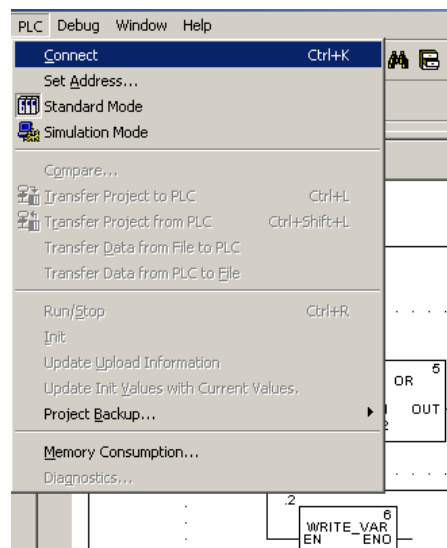 PLC Debug Window Help
Connect Ctrl+K
Set Address...
Standard Mode
Simulation Mode
Compare...
Transfer Project to PLC Ctrl+L
Transfer Project from PLC Ctrl+Shift+L
Transfer Data from File to PLC
Transfer Data from PLC to File
Run/Stop Ctrl+R
Init
Update Upload Information
Update Init Values with Current Values.
Project Backup...
Memory Consumption...
Diagnostics...
5
OR
OUT
.2
6
WRITE_VAR
EN ENO